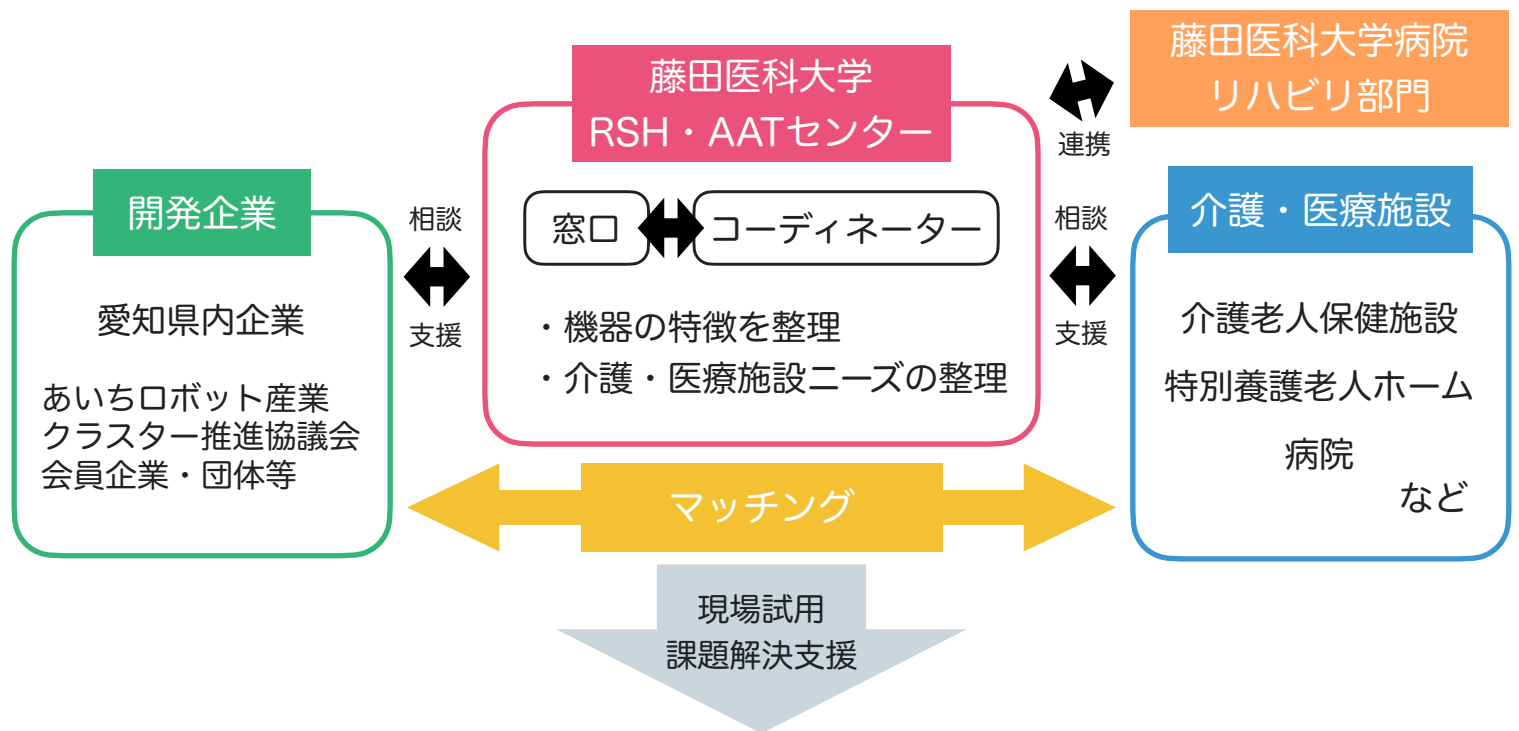 開発企業
愛知県内企業
あいちロボット産業
クラスター推進協議会
会員企業・団体等
相談
支援
藤田医科大学
RSH・AATセンター
窓口
コーディネーター
・機器の特徴を整理
・介護・医療施設ニーズの整理
連携
藤田医科大学病院
リハビリ部門
相談
支援
介護・医療施設
介護老人保健施設
特別養護老人ホーム
病院
など
マッチング
現場試用
課題解決支援